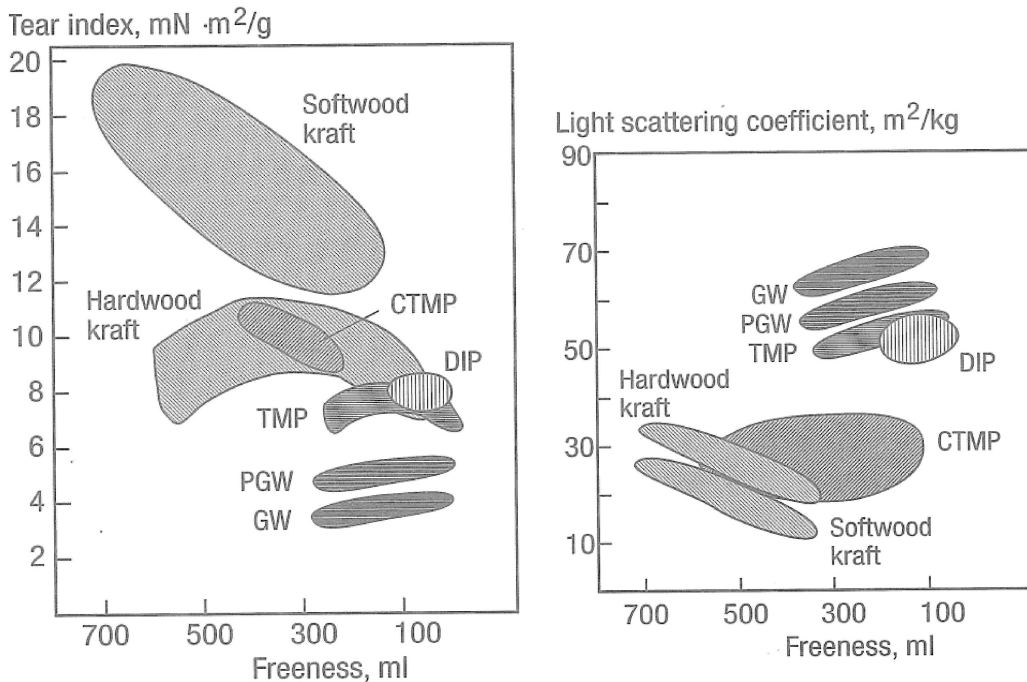 Tear index, mN ·m²/g
20
18
16
14
12
10
8
6
4
2
Softwood
kraft
Hardwood
kraft
CTMP
DIP
TMP
PGW
GW
700 500 300 100
Freeness, ml
Light scattering coefficient, m²/kg
90
70
50
30
10
GW
PGW
TMP
DIP
Hardwood
kraft
CTMP
Softwood
kraft
700 500 300 100
Freeness, ml